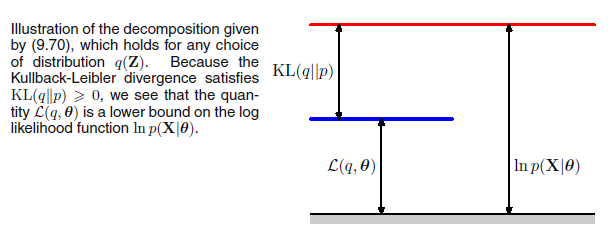 Illustration of the decomposition given
by (9.70), which holds for any choice
of distribution q(Z). Because the
Kullback-Leibler divergence satisfies
KL(q‖p) ⩾ 0, we see that the quan-
tity ℒ(q, θ) is a lower bound on the log
likelihood function ln p(X|θ).
KL(q||p)
ℒ(q, θ)
ln p(X|θ)